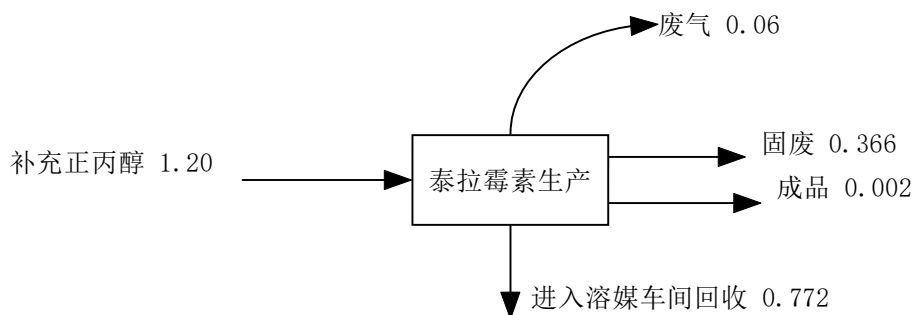 废气 0.06
补充正丙醇 1.20
泰拉霉素生产
固废 0.366
成品 0.002
进入溶媒车间回收 0.772